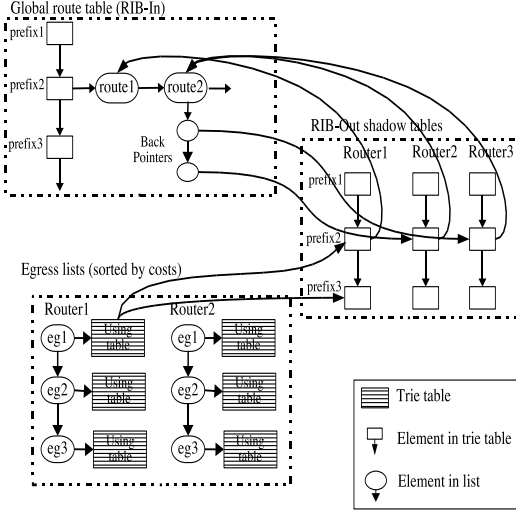 Global route table (RIB-In)
prefix1
prefix2
route1
route2
prefix3
Back
Pointers
RIB-Out shadow tables
Router1
Router2
Router3
prefix1
prefix2
prefix3
Egress lists (sorted by costs)
Router1
Router2
eg1
Using
table
eg1
Using
table
eg2
Using
table
eg2
Using
table
eg3
Using
table
eg3
Using
table
Trie table
Element in trie table
Element in list